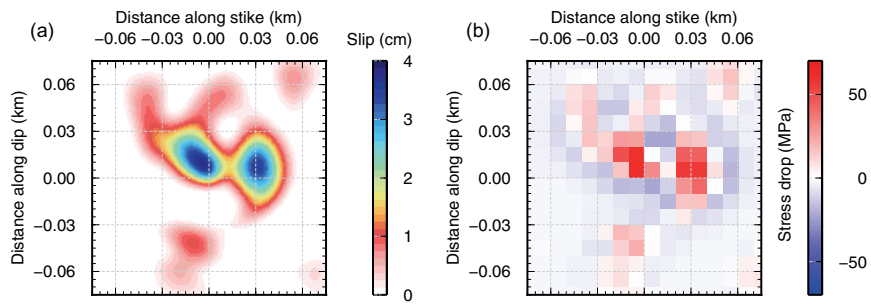 Distance along stike (km)
(a)
−0.06 −0.03 0.00 0.03 0.06
Slip (cm)
Distance along dip (km)
0.06
0.03
0.00
−0.03
−0.06
4
3
2
1
0
Distance along stike (km)
(b)
−0.06 −0.03 0.00 0.03 0.06
Distance along dip (km)
0.06
0.03
0.00
−0.03
−0.06
Stress drop (MPa)
50
0
−50